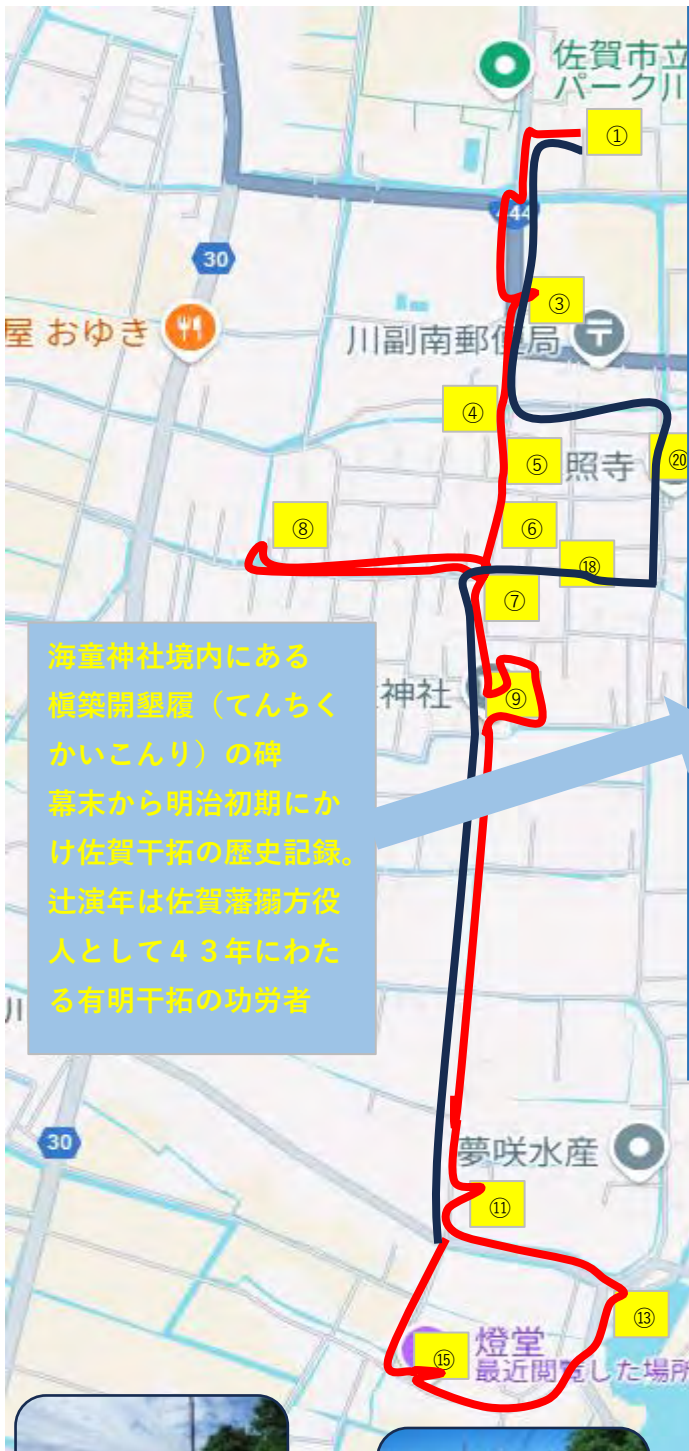 佐賀市立
パーク川
①
444
30
③
屋 おゆき
川副南郵便局
④
⑤
照寺
⑳
⑧
⑥
⑱
⑦
海童神社境内にある
槇築開墾履（てんちく
かいこんり）の碑
幕末から明治初期にか
け佐賀干拓の歴史記録。
辻演年は佐賀藩搦方役
人として４３年にわた
る有明干拓の功労者
神社
⑨
川
30
夢咲水産
⑪
⑬
⑮
燈堂
最近閲覧した場所